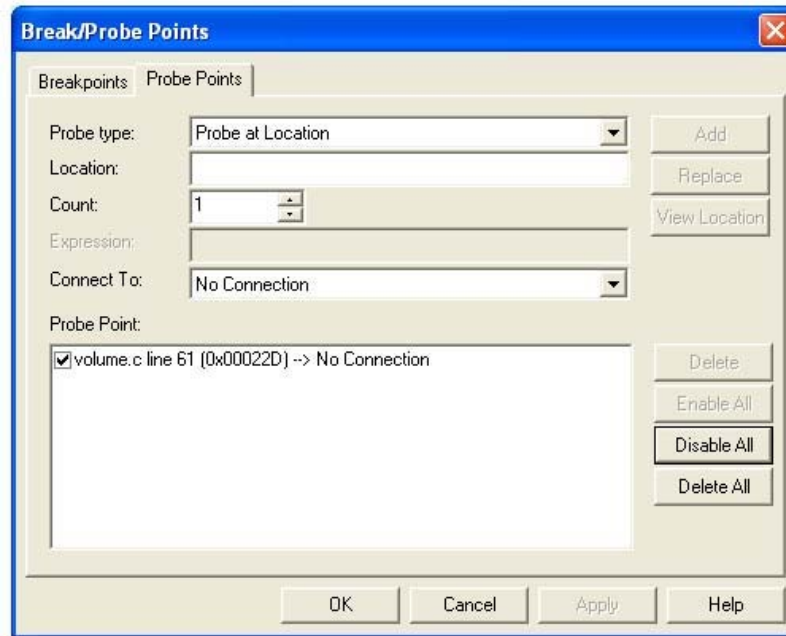 Break/Probe Points
Breakpoints Probe Points
Probe type: Probe at Location Add
Location: Replace
Count: 1 View Location
Expression:
Connect To: No Connection
Probe Point:
volume.c line 61 (0x00022D) --> No Connection Delete
Enable All
Disable All
Delete All
OK Cancel Apply Help